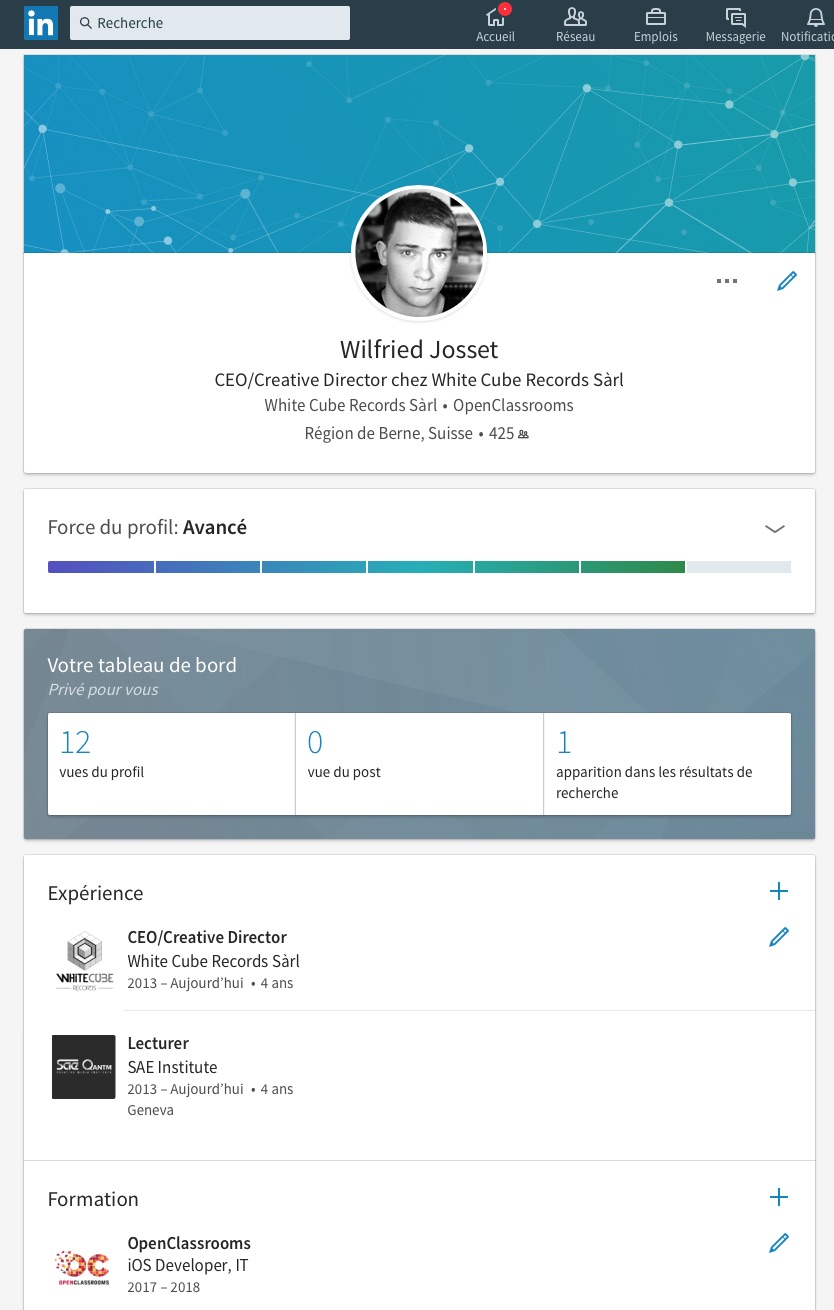 in
Recherche
Accueil
Réseau
Emplois
Messagerie
Notificatio
Wilfried Josset
CEO/Creative Director chez White Cube Records Sàrl
White Cube Records Sàrl • OpenClassrooms
Région de Berne, Suisse • 425
Force du profil: Avancé
Votre tableau de bord
Privé pour vous
12
vues du profil
0
vue du post
1
apparition dans les résultats de
recherche
Expérience
CEO/Creative Director
White Cube Records Sàrl
2013 – Aujourd’hui • 4 ans
WHITECUBE
RECORDS
Lecturer
SAE Institute
2013 – Aujourd’hui • 4 ans
Geneva
SAE QANTM
CREATIVE MEDIA INSTITUTE
Formation
OpenClassrooms
iOS Developer, IT
2017 – 2018
OC
OPENCLASSROOMS